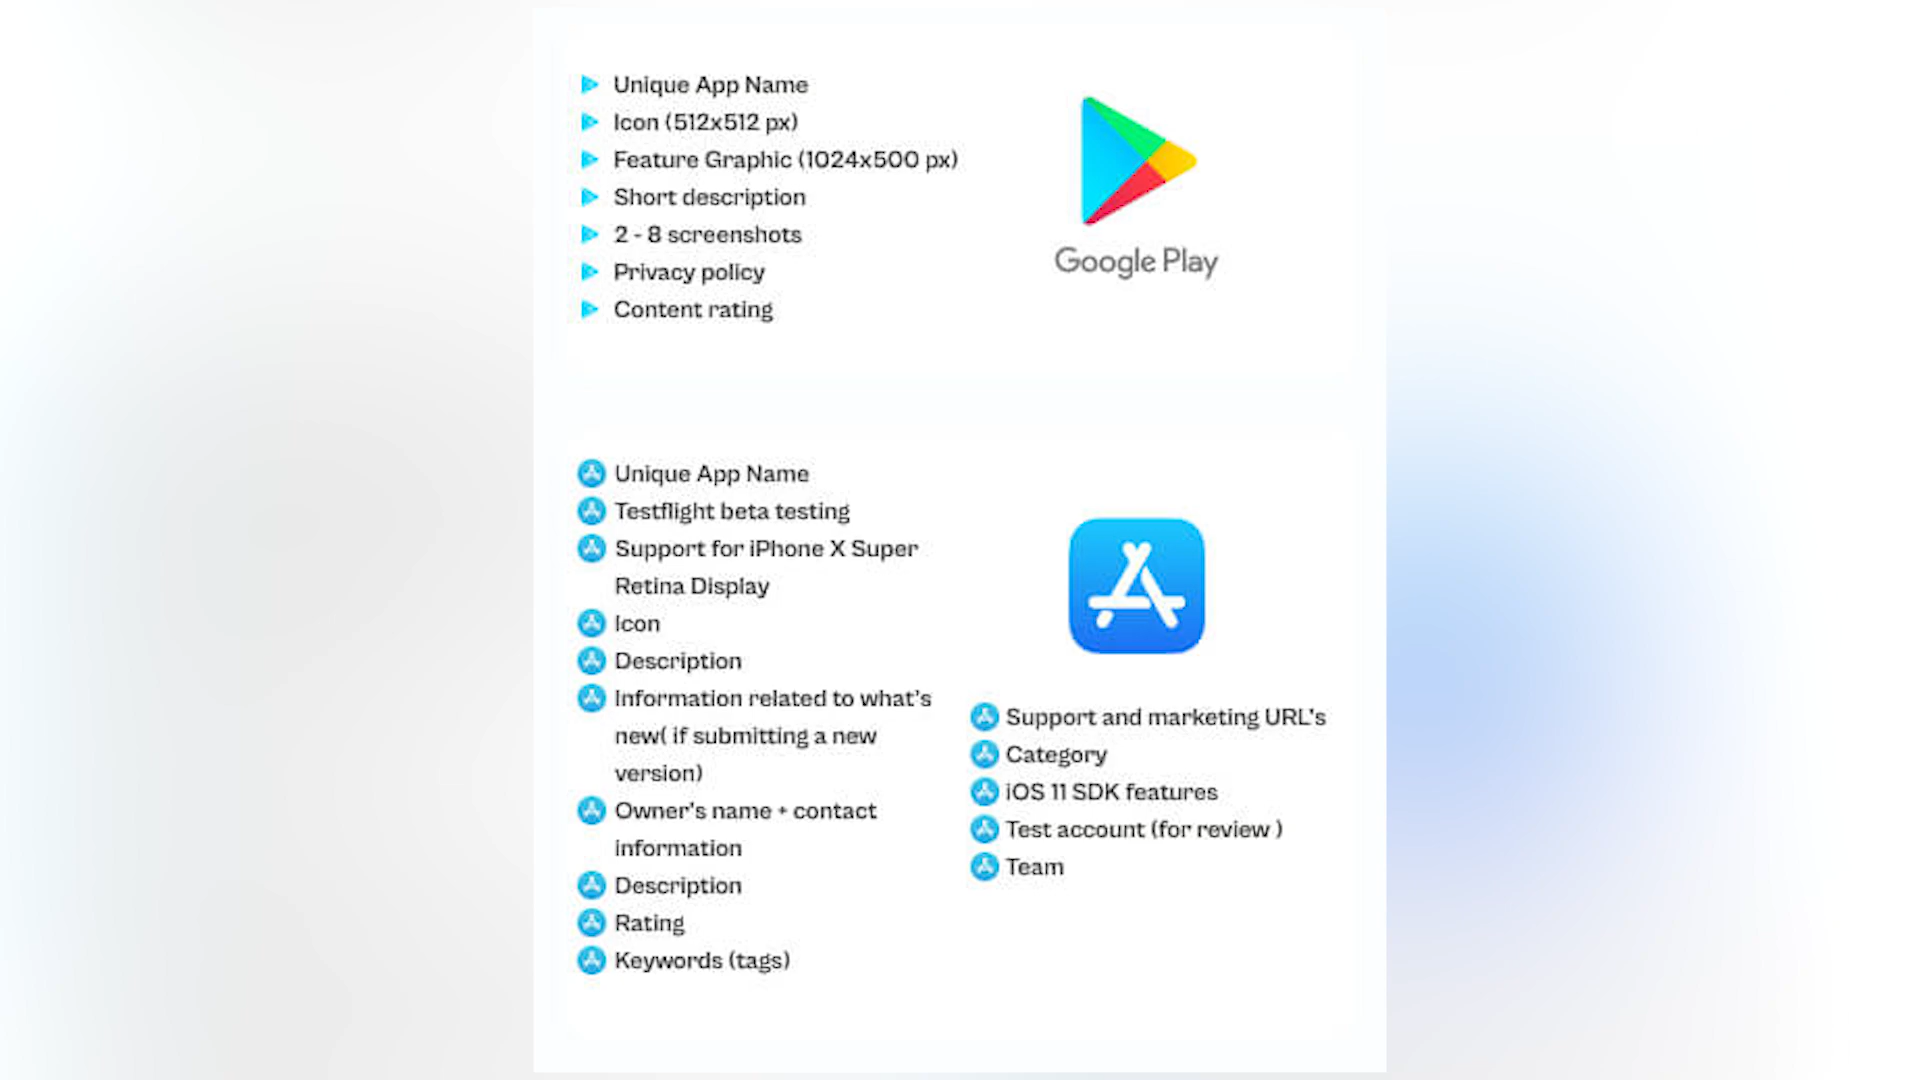 Unique App Name
Icon (512x512 px)
Feature Graphic (1024x500 px)
Short description
2 - 8 screenshots
Privacy policy
Content rating
Google Play
Unique App Name
Testflight beta testing
Support for iPhone X Super
Retina Display
Icon
Description
Information related to what's
new( if submitting a new
version)
Owner's name + contact
information
Description
Rating
Keywords (tags)
Support and marketing URL's
Category
iOS 11 SDK features
Test account (for review )
Team